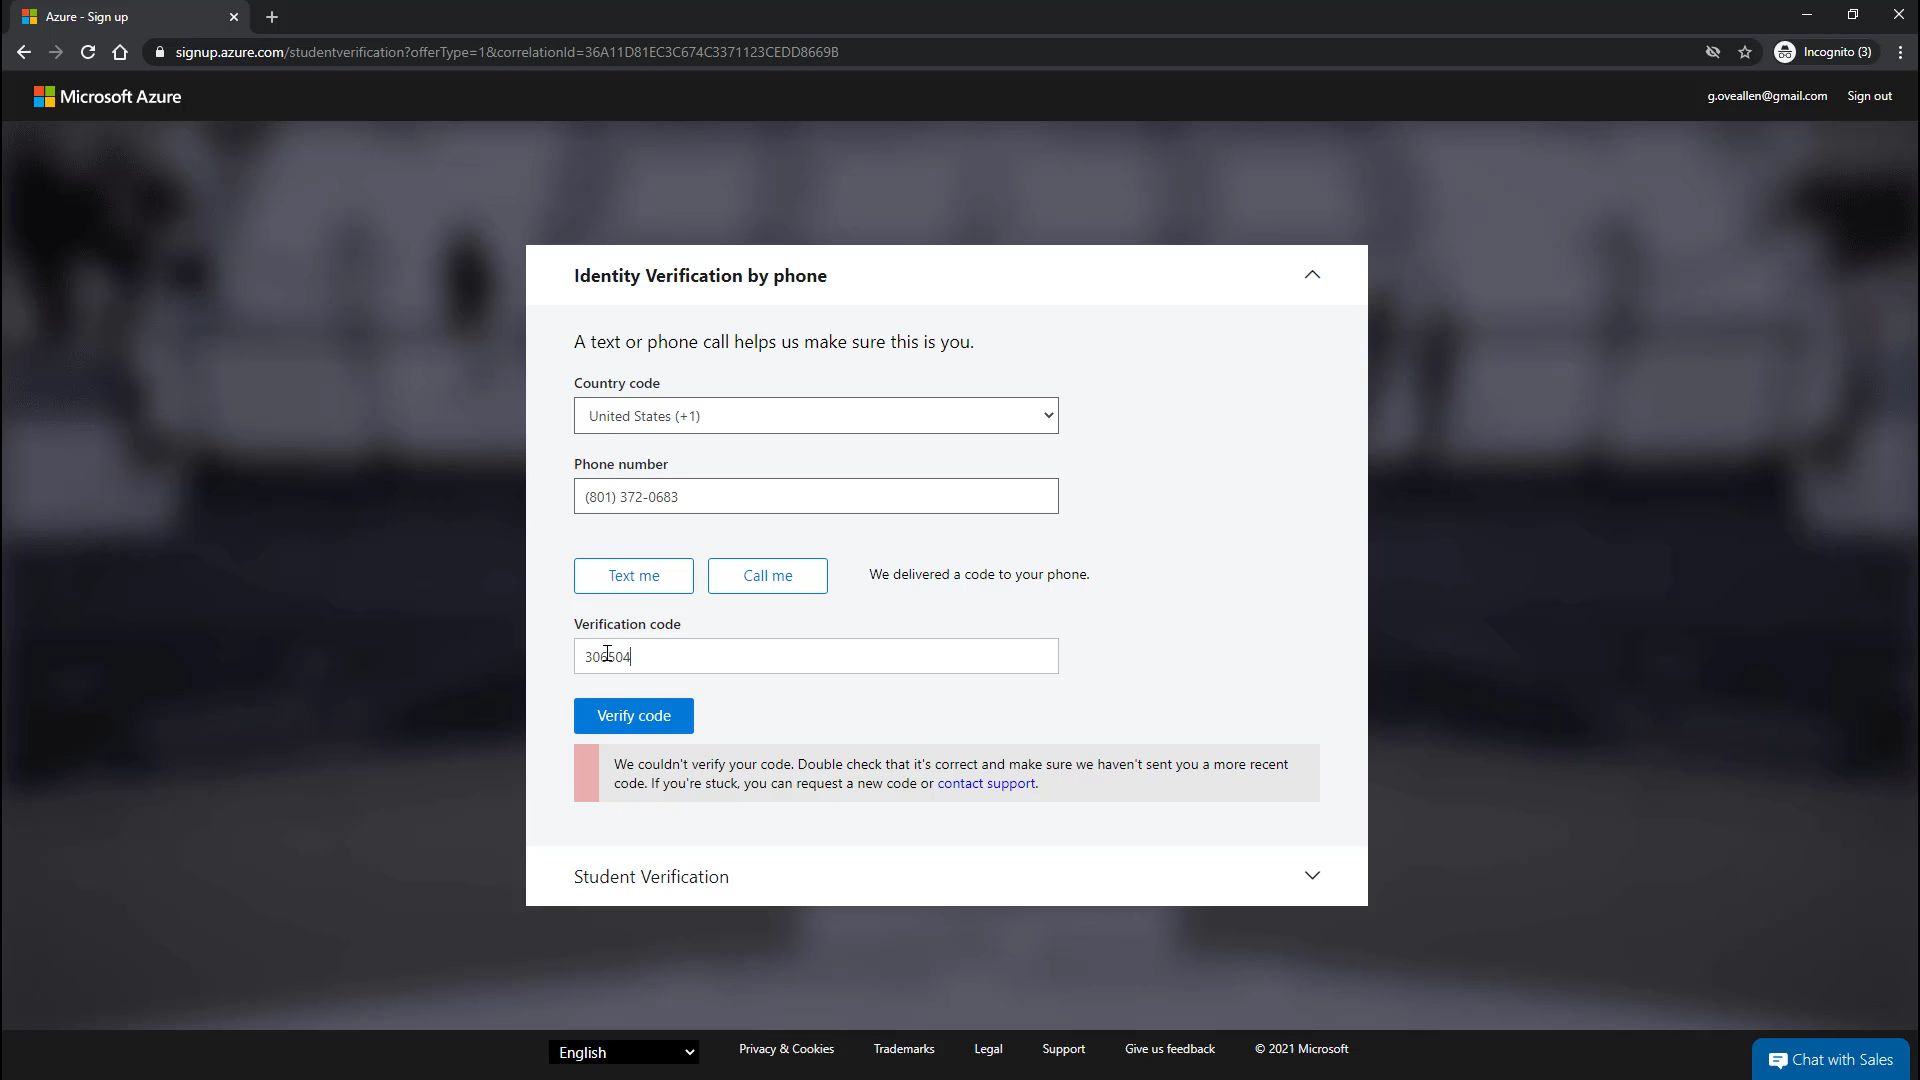 Azure - Sign up
signup.azure.com/studentverification?offerType=1&correlationId=36A11D81EC3C674C3371123CEDD8669B
Incognito (3)
Microsoft Azure
g.oveallen@gmail.com
Sign out
Identity Verification by phone
A text or phone call helps us make sure this is you.
Country code
United States (+1)
Phone number
(801) 372-0683
Text me
Call me
We delivered a code to your phone.
Verification code
306504
Verify code
We couldn't verify your code. Double check that it's correct and make sure we haven't sent you a more recent
code. If you're stuck, you can request a new code or contact support.
Student Verification
English
Privacy & Cookies
Trademarks
Legal
Support
Give us feedback
© 2021 Microsoft
Chat with Sales